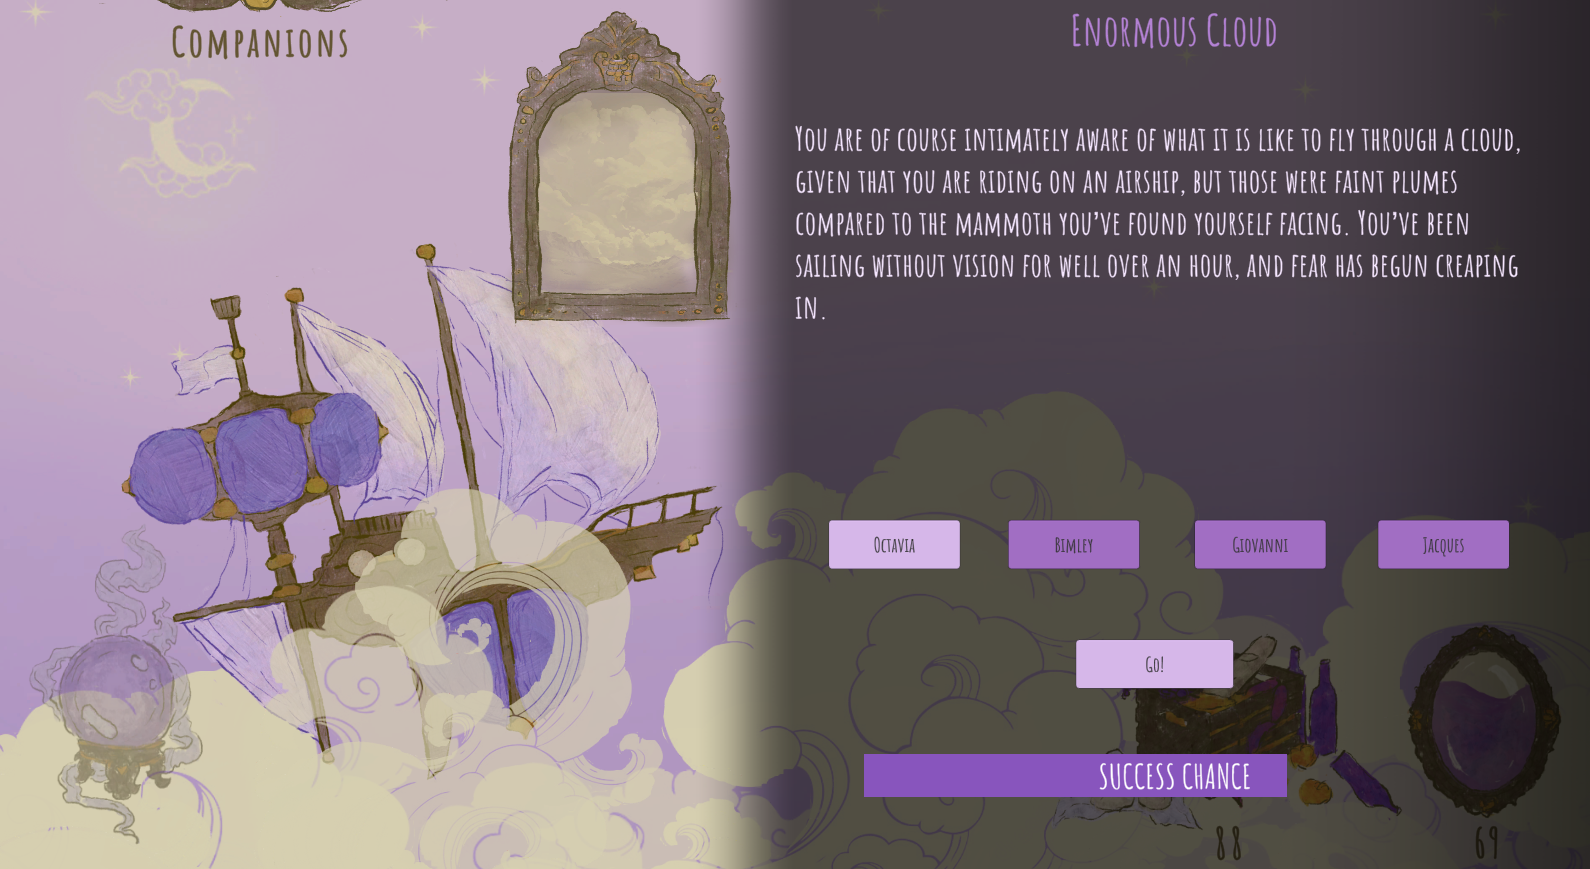 Companions
Enormous Cloud
You are of course intimately aware of what it is like to fly through a cloud,
given that you are riding on an airship, but those were faint plumes
compared to the mammoth you've found yourself facing. You've been
sailing without vision for well over an hour, and fear has begun creaping
in.
Octavia
Bimley
Giovanni
Jacques
Go!
SUCCESS CHANCE
88
69